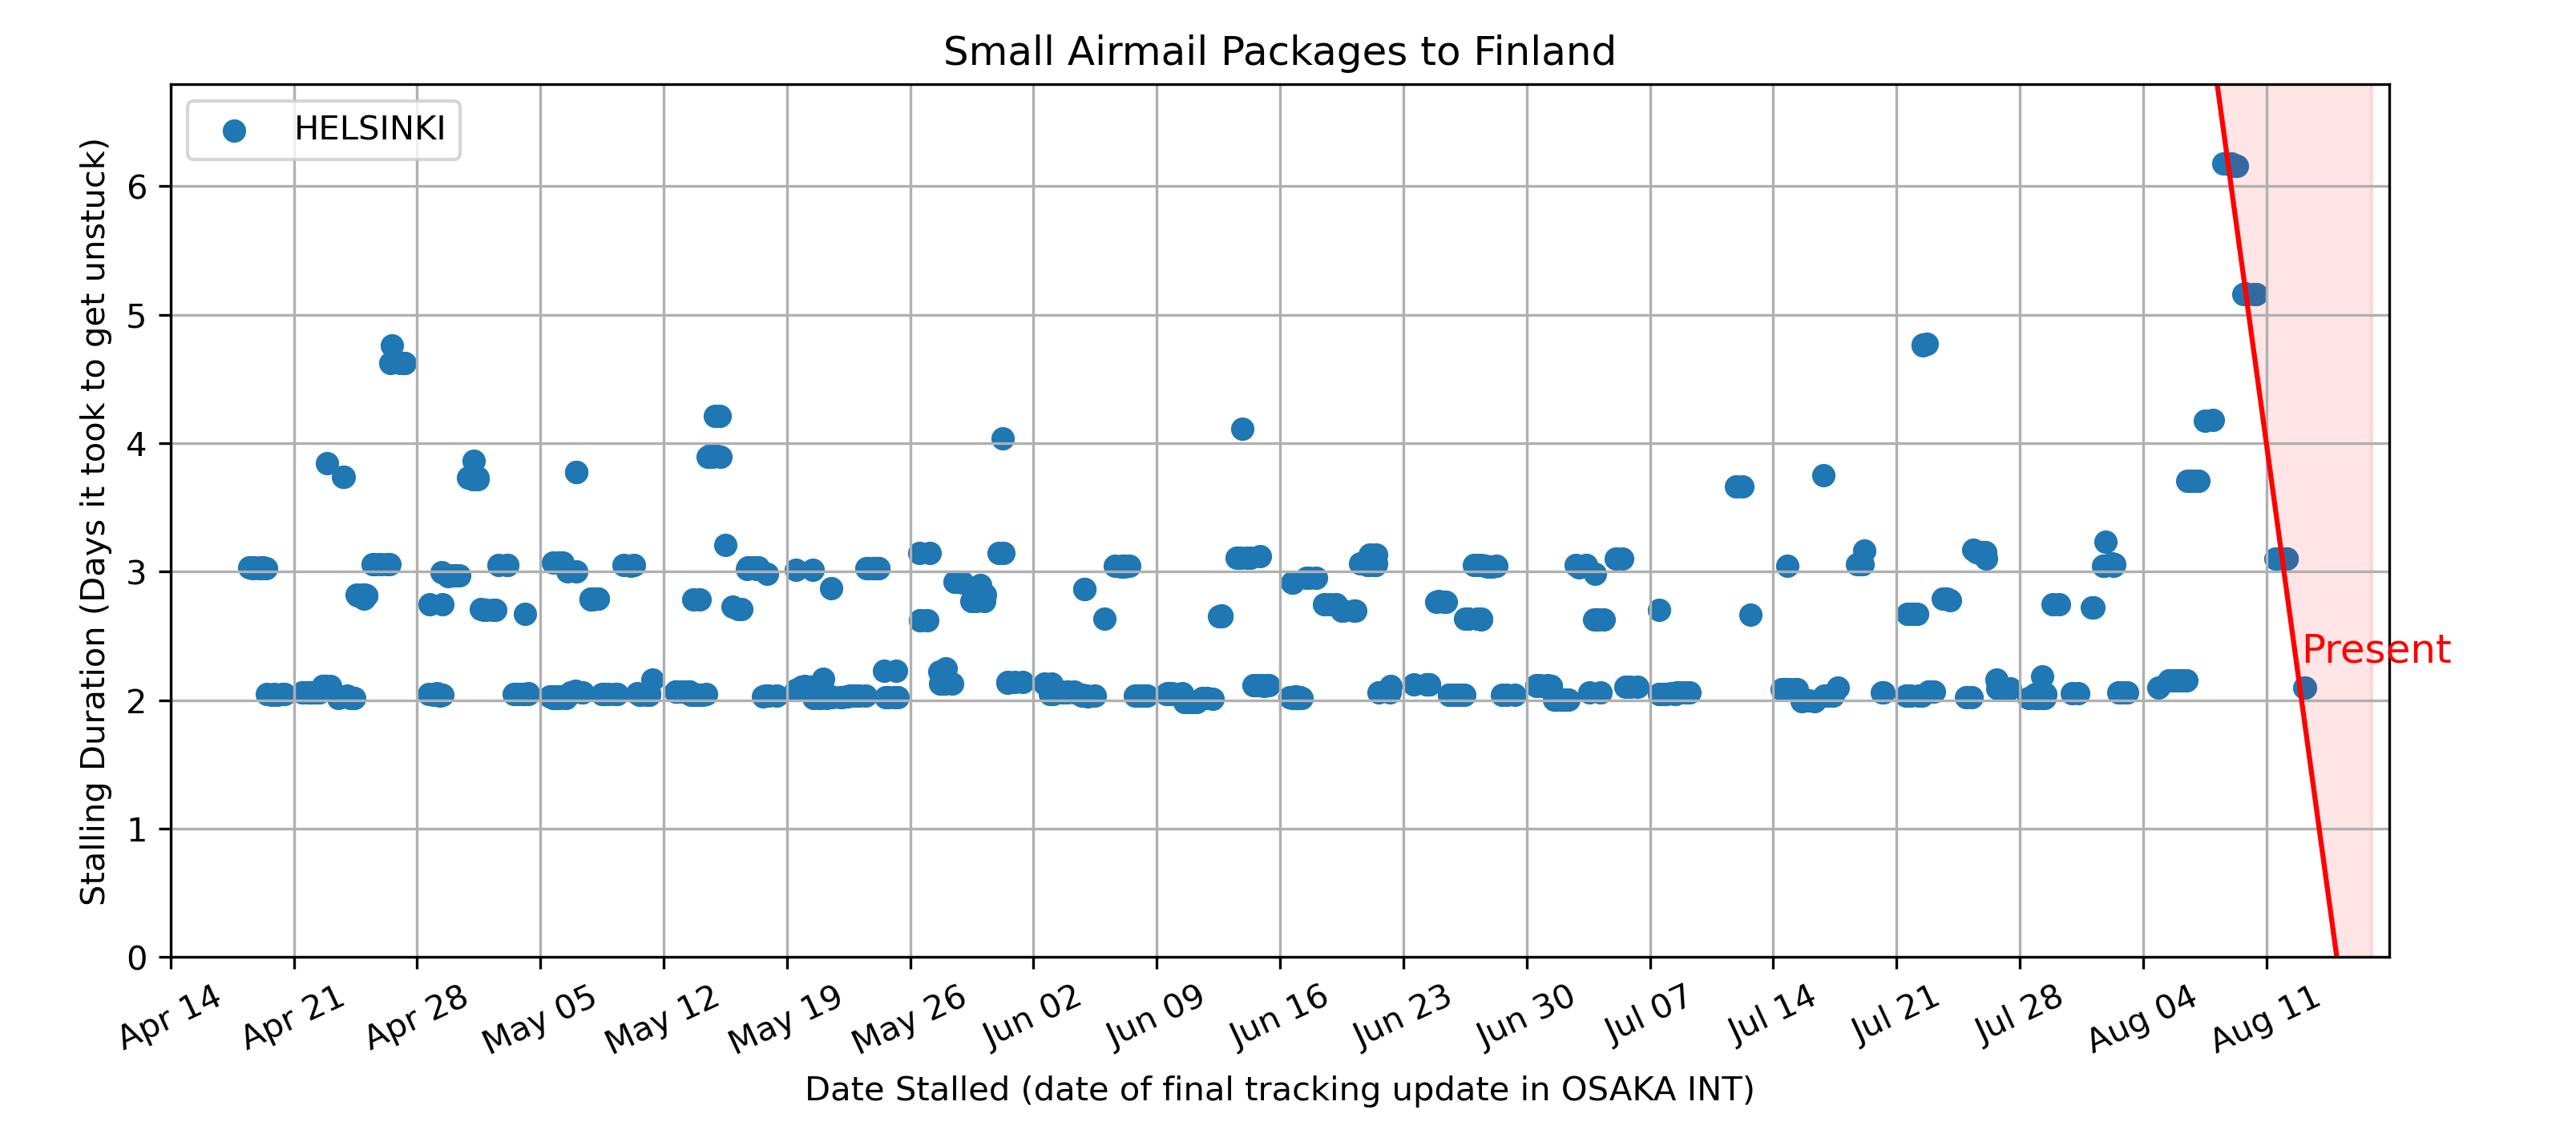 Small Airmail Packages to Finland
HELSINKI
Stalling Duration (Days it took to get unstuck)
6
5
4
3
2
1
0
Present
Apr 14
Apr 21
Apr 28
May 05
May 12
May 19
May 26
Jun 02
Jun 09
Jun 16
Jun 23
Jun 30
Jul 07
Jul 14
Jul 21
Jul 28
Aug 04
Aug 11
Date Stalled (date of final tracking update in OSAKA INT)